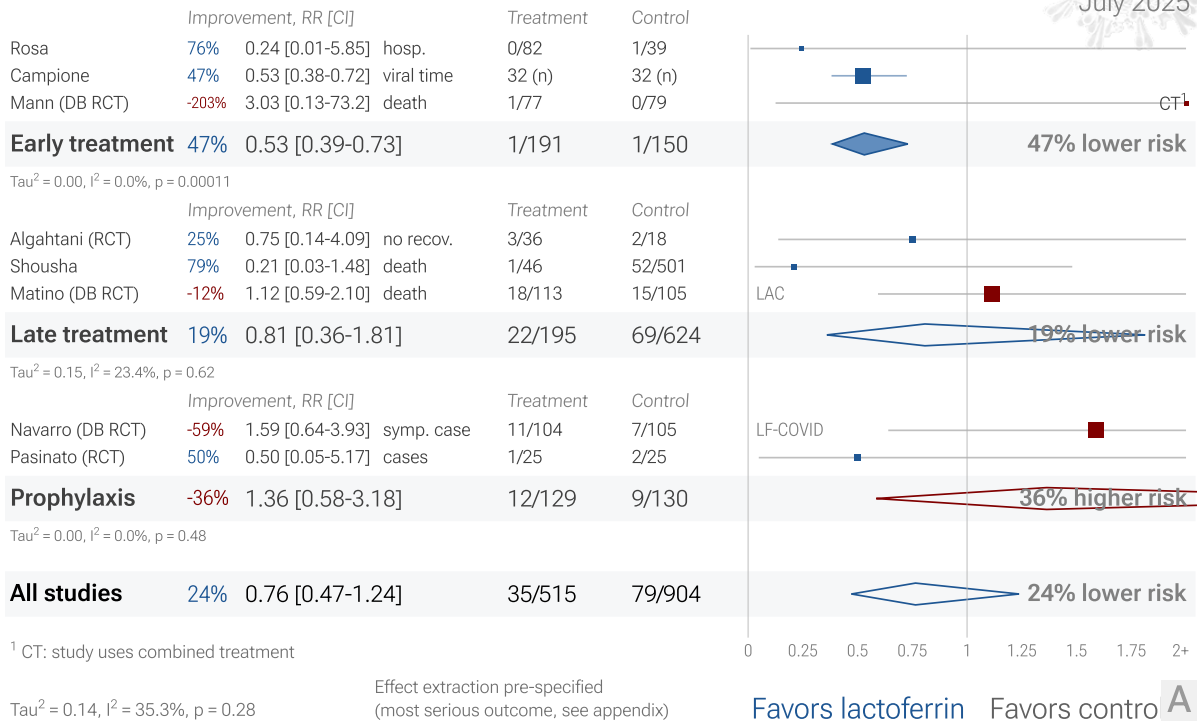 July 2025
Improvement, RR [CI] Treatment Control
Rosa 76% 0.24 [0.01-5.85] hosp. 0/82 1/39
Campione 47% 0.53 [0.38-0.72] viral time 32 (n) 32 (n)
Mann (DB RCT) -203% 3.03 [0.13-73.2] death 1/77 0/79 CT1
Early treatment 47% 0.53 [0.39-0.73] 1/191 1/150 47% lower risk
Tau2 = 0.00, I2 = 0.0%, p = 0.00011
Improvement, RR [CI] Treatment Control
Algahtani (RCT) 25% 0.75 [0.14-4.09] no recov. 3/36 2/18
Shousha 79% 0.21 [0.03-1.48] death 1/46 52/501
Matino (DB RCT) -12% 1.12 [0.59-2.10] death 18/113 15/105 LAC
Late treatment 19% 0.81 [0.36-1.81] 22/195 69/624 19% lower risk
Tau2 = 0.15, I2 = 23.4%, p = 0.62
Improvement, RR [CI] Treatment Control
Navarro (DB RCT) -59% 1.59 [0.64-3.93] symp. case 11/104 7/105 LF-COVID
Pasinato (RCT) 50% 0.50 [0.05-5.17] cases 1/25 2/25
Prophylaxis -36% 1.36 [0.58-3.18] 12/129 9/130 36% higher risk
Tau2 = 0.00, I2 = 0.0%, p = 0.48
All studies 24% 0.76 [0.47-1.24] 35/515 79/904 24% lower risk
0 0.25 0.5 0.75 1 1.25 1.5 1.75 2+
1 CT: study uses combined treatment
Tau2 = 0.14, I2 = 35.3%, p = 0.28
Effect extraction pre-specified
(most serious outcome, see appendix)
Favors lactoferrin Favors contro
A